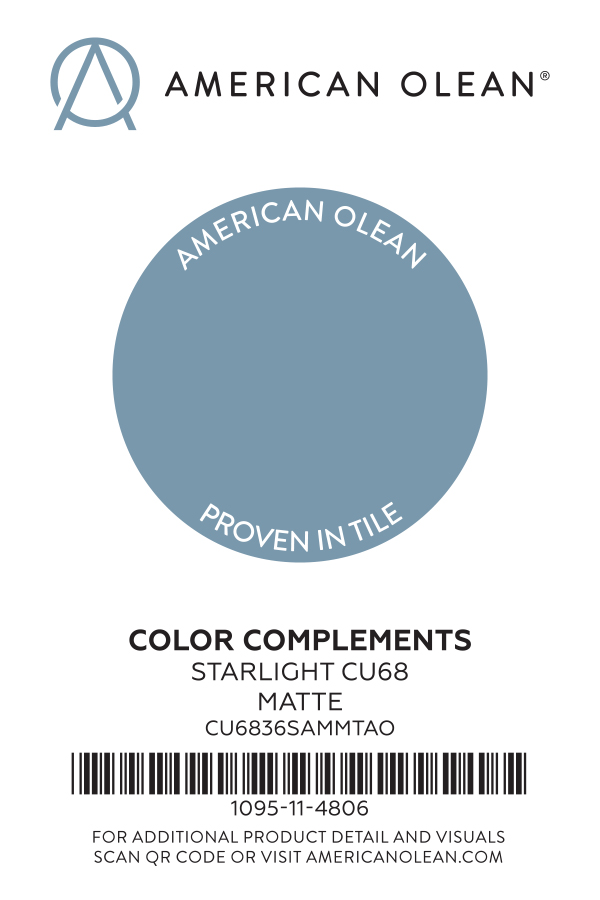 AMERICAN OLEAN®
AMERICAN OLEAN
PROVEN IN TILE
COLOR COMPLEMENTS
STARLIGHT CU68
MATTE
CU6836SAMMTAO
1095-11-4806
FOR ADDITIONAL PRODUCT DETAIL AND VISUALS
SCAN QR CODE OR VISIT AMERICANOLEAN.COM